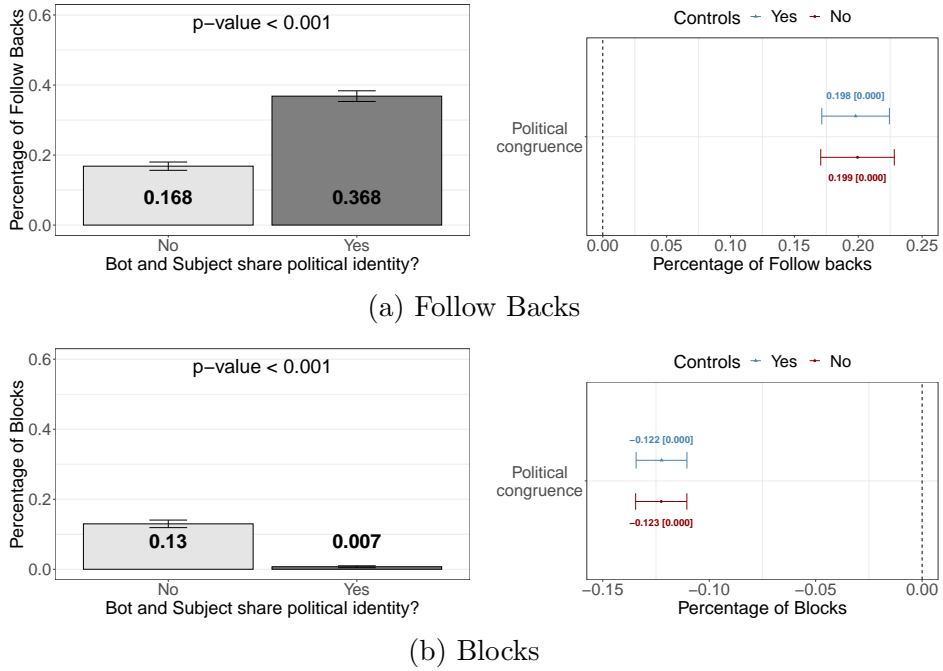 p−value < 0.001
Percentage of Follow Backs
0.6
0.4
0.2
0.0
0.168
0.368
No
Yes
Bot and Subject share political identity?
Controls Yes No
Political
congruence
0.198 [0.000]
0.199 [0.000]
0.00 0.05 0.10 0.15 0.20 0.25
Percentage of Follow backs
(a) Follow Backs
p−value < 0.001
Percentage of Blocks
0.6
0.4
0.2
0.0
0.13
0.007
No
Yes
Bot and Subject share political identity?
Controls Yes No
Political
congruence
−0.122 [0.000]
−0.123 [0.000]
−0.15 −0.10 −0.05 0.00
Percentage of Blocks
(b) Blocks